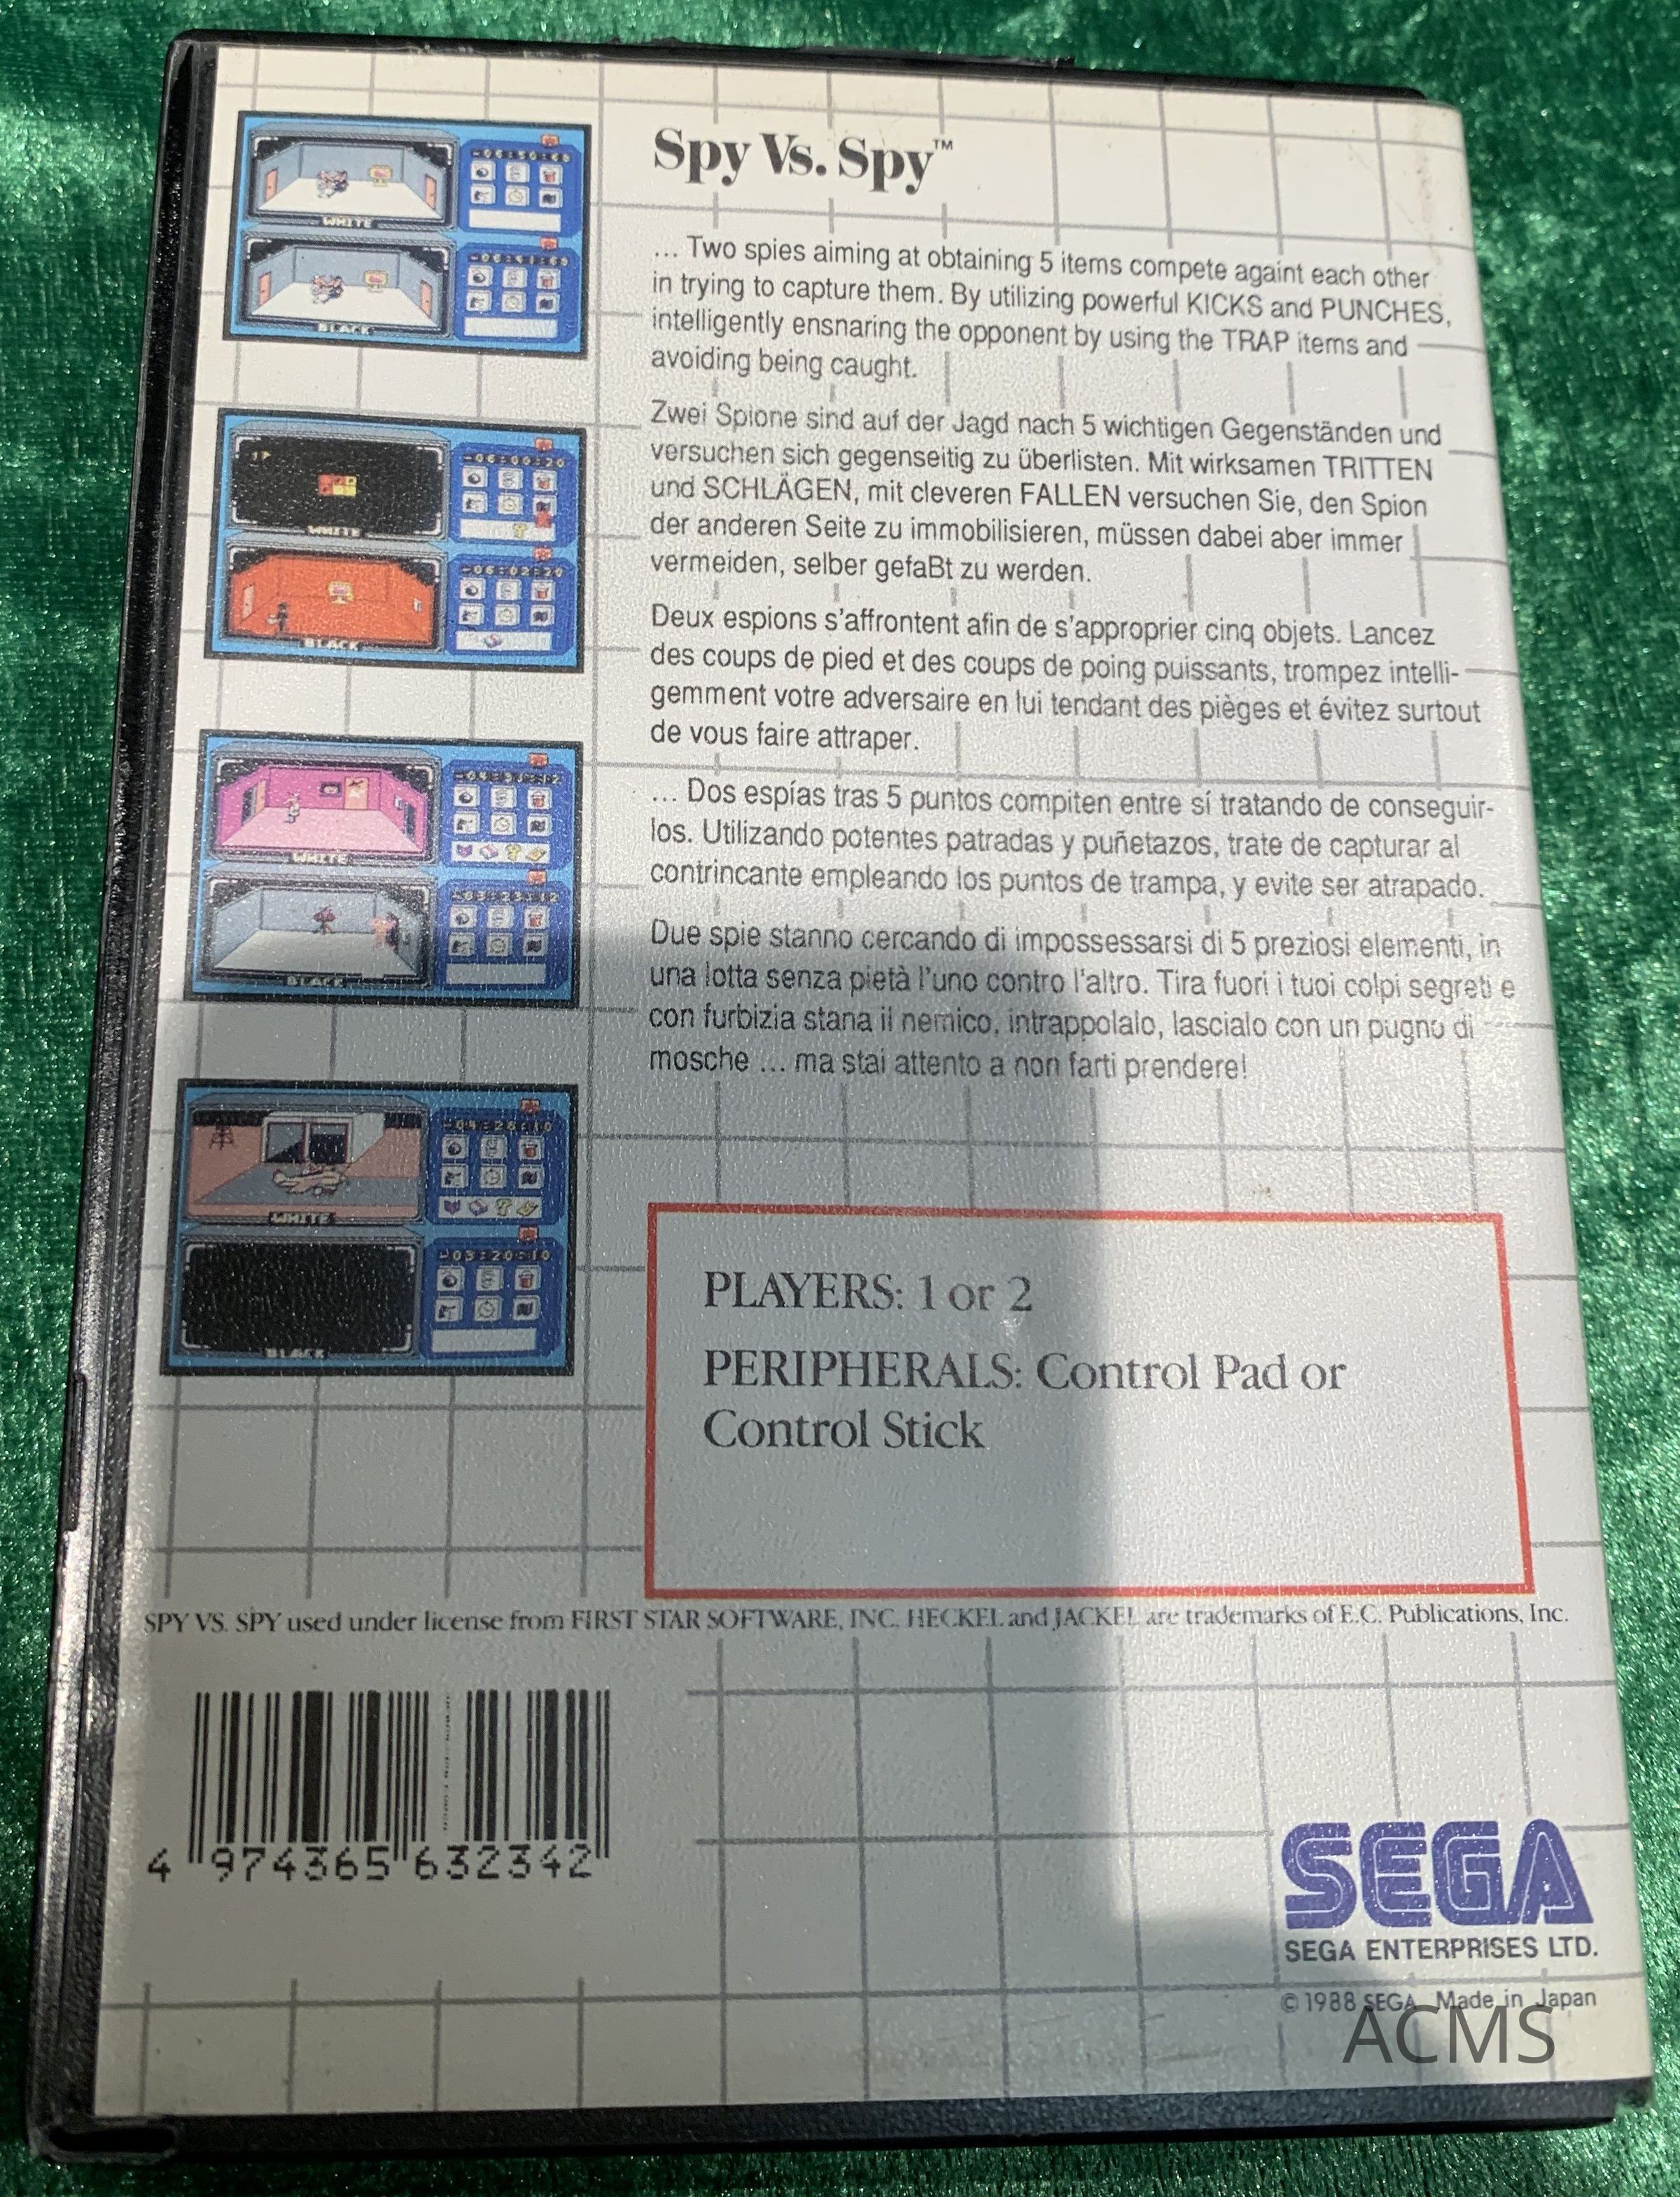 Spy Vs. Spy™
... Two spies aiming at obtaining 5 items compete againt each other
in trying to capture them. By utilizing powerful KICKS and PUNCHES,
intelligently ensnaring the opponent by using the TRAP items and
avoiding being caught.
Zwei Spione sind auf der Jagd nach 5 wichtigen Gegenständen und
versuchen sich gegenseitig zu überlisten. Mit wirksamen TRITTEN
und SCHLÄGEN, mit cleveren FALLEN versuchen Sie, den Spion
der anderen Seite zu immobilisieren, müssen dabei aber immer
vermeiden, selber gefaBt zu werden.
Deux espions s'affrontent afin de s'approprier cinq objets. Lancez
des coups de pied et des coups de poing puissants, trompez intelli-
gemment votre adversaire en lui tendant des pièges et évitez surtout
de vous faire attraper.
... Dos espías tras 5 puntos compiten entre sí tratando de conseguir-
los. Utilizando potentes patradas y puñetazos, trate de capturar al
contrincante empleando los puntos de trampa, y evite ser atrapado.
Due spie stanno cercando di impossessarsi di 5 preziosi elementi, in
una lotta senza pietà l'uno contro l'altro. Tira fuori i tuoi colpi segreti e
con furbizia stana il nemico, intrappolalo, lascialo con un pugno di
mosche ... ma stai attento a non farti prendere!
WHITE
BLACK
WHITE
-06:02:20
BLACK
WHITE
BLACK
WHITE
-03:20:10
BLACK
PLAYERS: 1 or 2
PERIPHERALS: Control Pad or
Control Stick
SPY VS. SPY used under license from FIRST STAR SOFTWARE, INC. HECKEL and JACKEL are trademarks of E.C. Publications, Inc.
4 974365 632342
SEGA
SEGA ENTERPRISES LTD.
© 1988 SEGA Made in Japan
ACMS